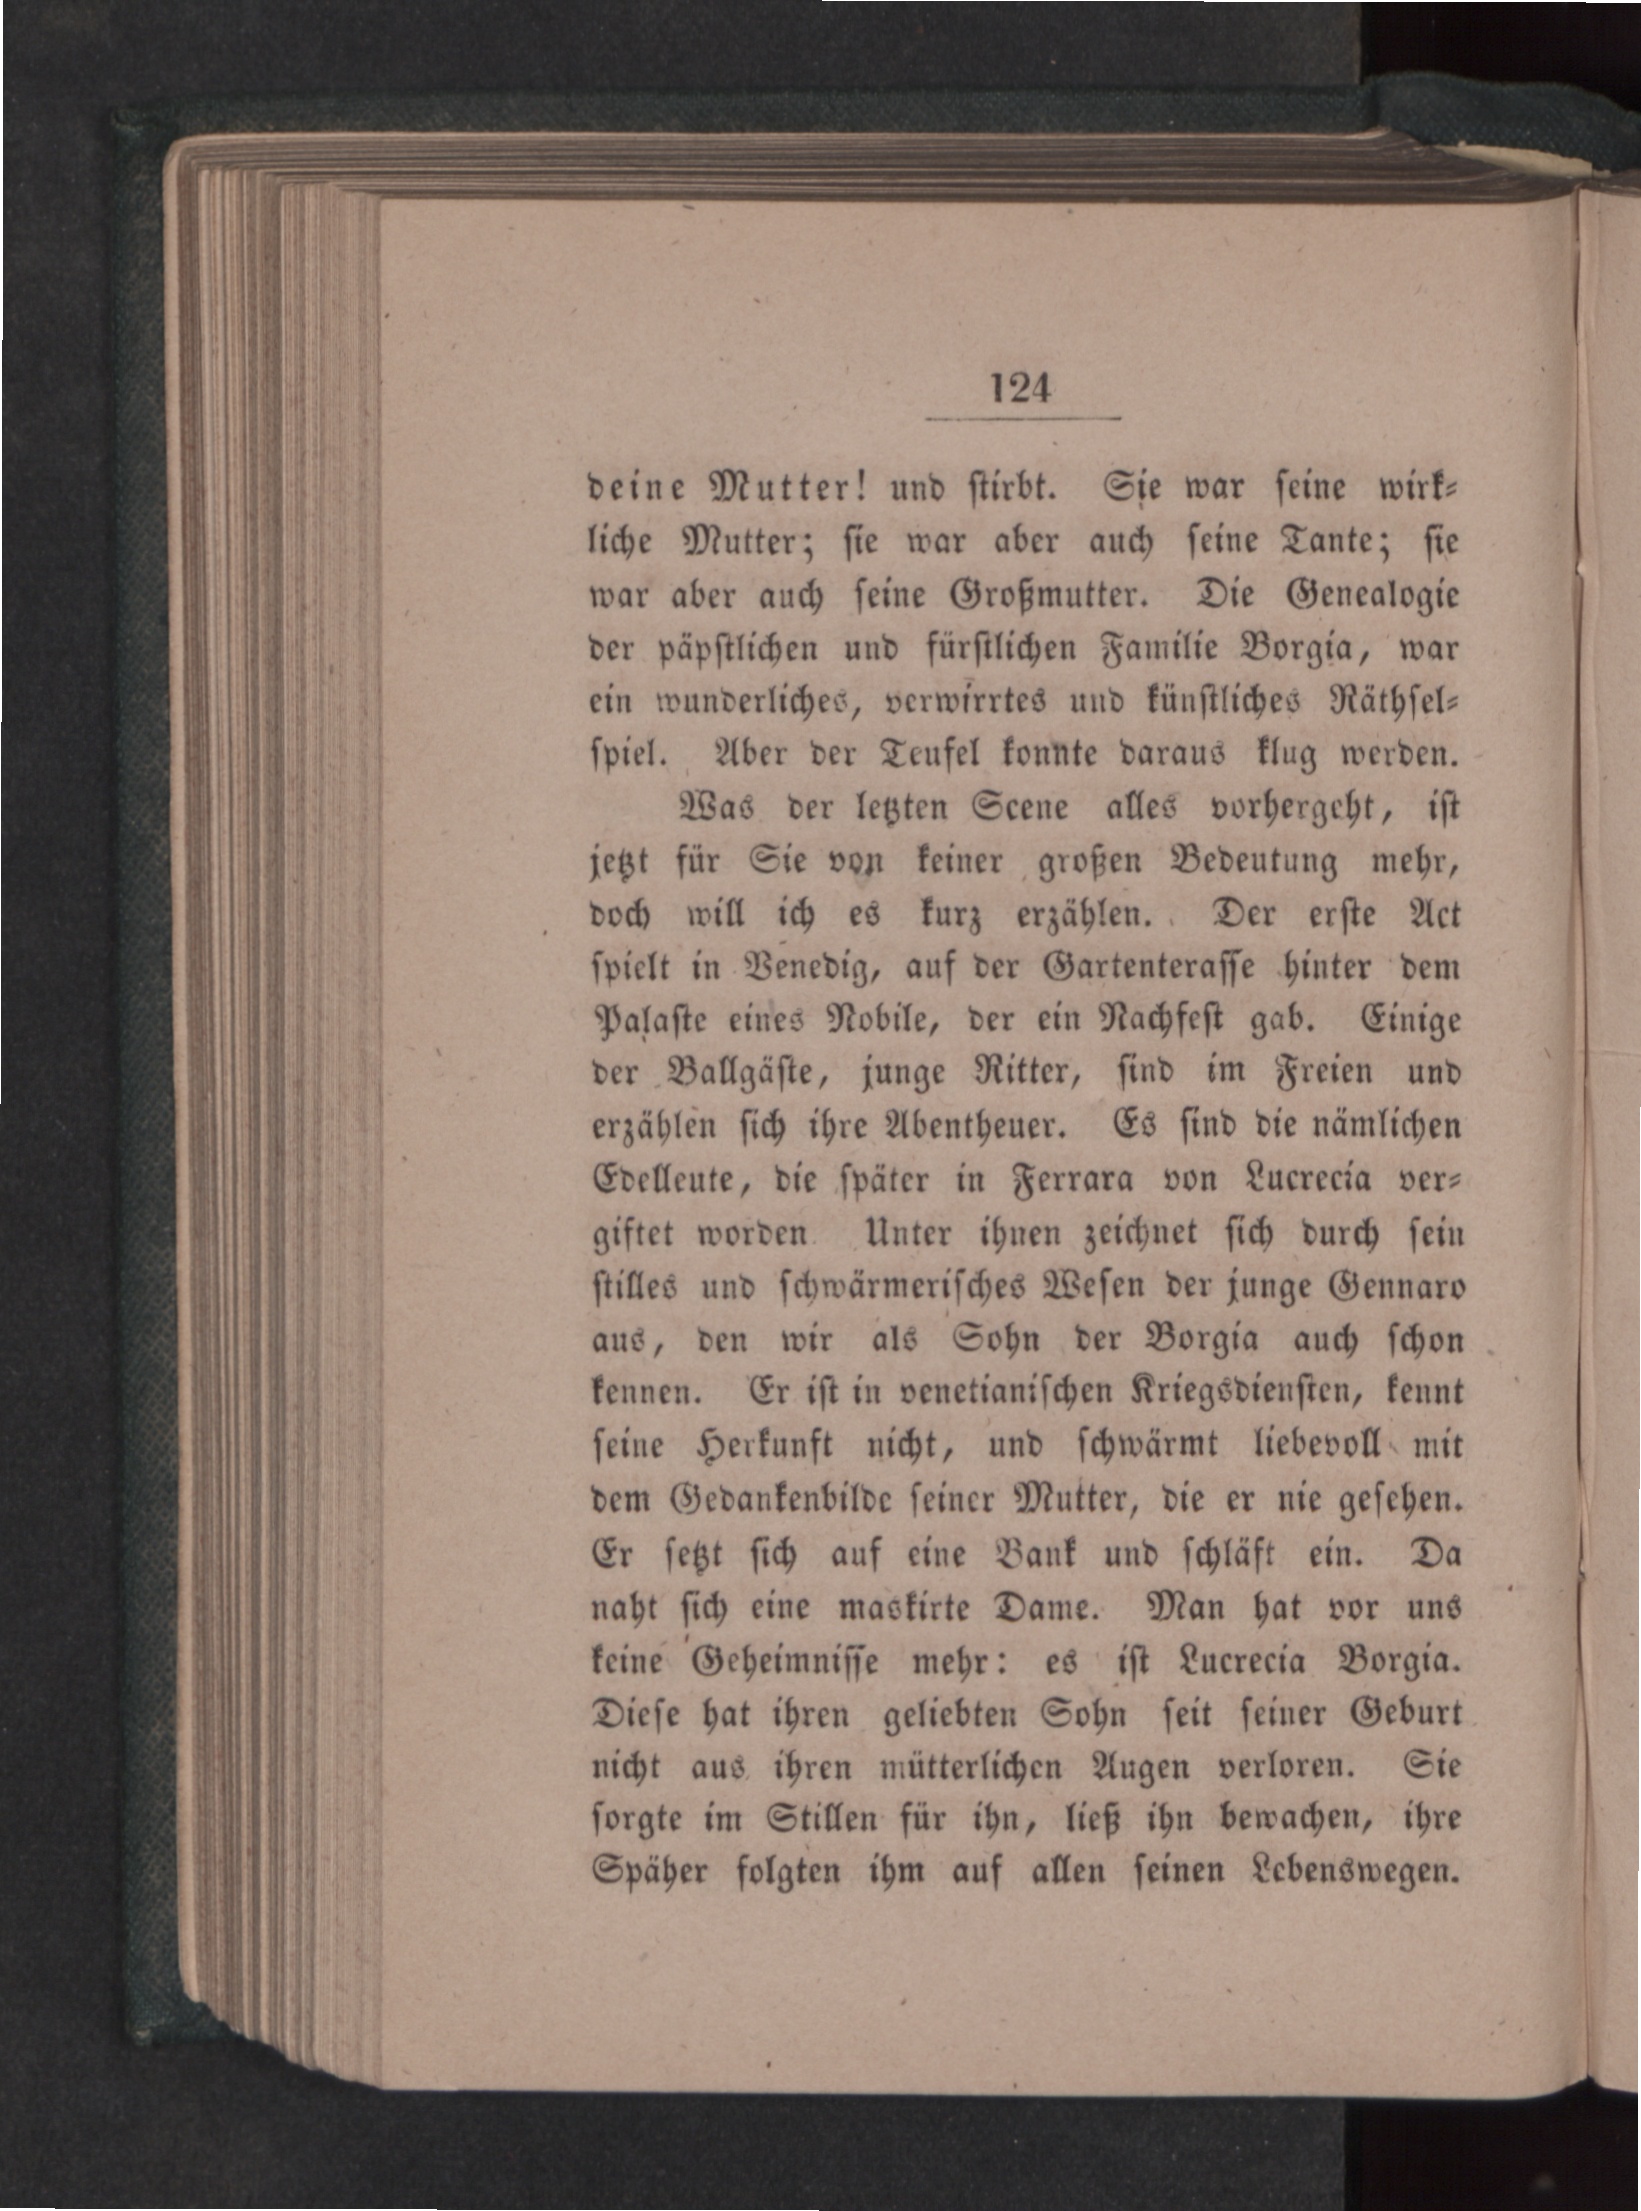 124
deine Mutter! und stirbt. Sie war seine wirk-
liche Mutter; sie war aber auch seine Tante; sie
war aber auch seine Großmutter. Die Genealogie
der päpstlichen und fürstlichen Familie Borgia, war
ein wunderliches, verwirrtes und künstliches Räthsel-
spiel. Aber der Teufel konnte daraus klug werden.
Was der letzten Scene alles vorhergeht, ist
jetzt für Sie von keiner großen Bedeutung mehr,
doch will ich es kurz erzählen. Der erste Act
spielt in Venedig, auf der Gartenterasse hinter dem
Palaste eines Nobile, der ein Nachfest gab. Einige
der Ballgäste, junge Ritter, sind im Freien und
erzählen sich ihre Abentheuer. Es sind die nämlichen
Edelleute, die später in Ferrara von Lucrecia ver-
giftet worden Unter ihnen zeichnet sich durch sein
stilles und schwärmerisches Wesen der junge Gennaro
aus, den wir als Sohn der Borgia auch schon
kennen. Er ist in venetianischen Kriegsdiensten, kennt
seine Herkunft nicht, und schwärmt liebevoll mit
dem Gedankenbilde seiner Mutter, die er nie gesehen.
Er setzt sich auf eine Bank und schläft ein. Da
naht sich eine maskirte Dame. Man hat vor uns
keine Geheimnisse mehr: es ist Lucrecia Borgia.
Diese hat ihren geliebten Sohn seit seiner Geburt
nicht aus ihren mütterlichen Augen verloren. Sie
sorgte im Stillen für ihn, ließ ihn bewachen, ihre
Späher folgten ihm auf allen seinen Lebenswegen.